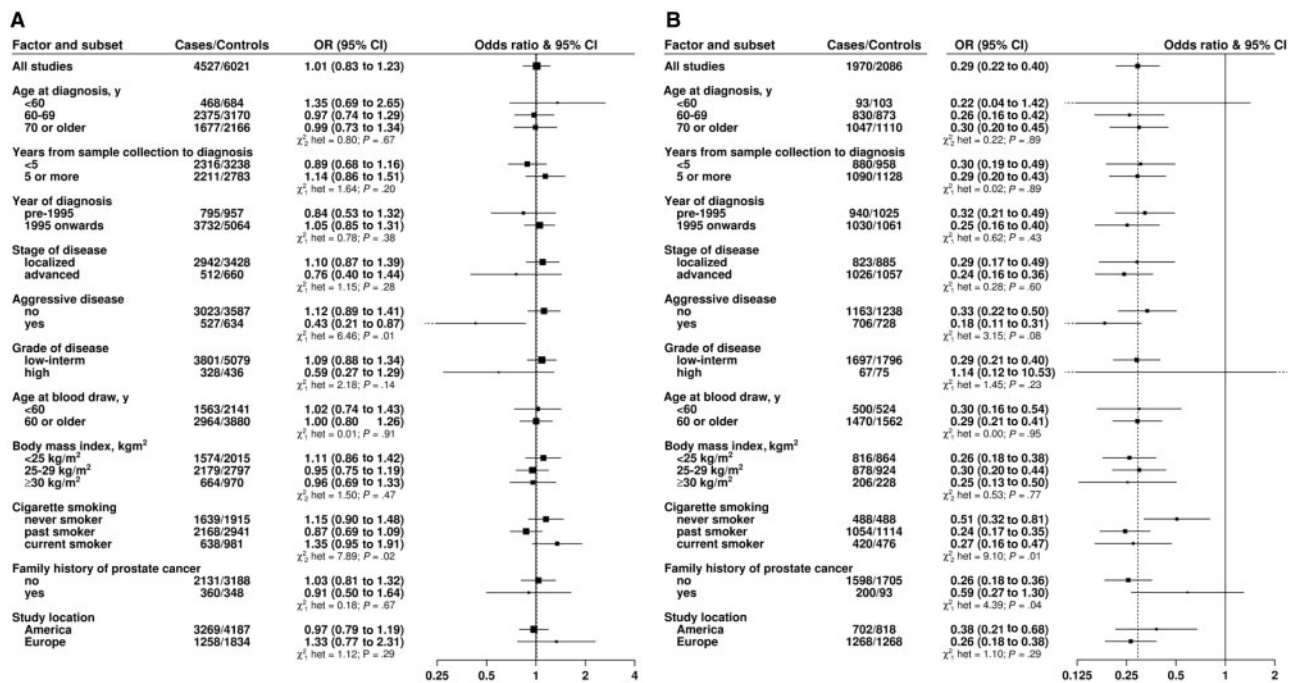 A
Factor and subset Cases/Controls OR (95% CI) Odds ratio & 95% CI
All studies 4527/6021 1.01 (0.83 to 1.23)
Age at diagnosis, y
<60 468/684 1.35 (0.69 to 2.65)
60-69 2375/3170 0.97 (0.74 to 1.29)
70 or older 1677/2166 0.99 (0.73 to 1.34)
χ²₂ het = 0.80; P = .67
Years from sample collection to diagnosis
<5 2316/3238 0.89 (0.68 to 1.16)
5 or more 2211/2783 1.14 (0.86 to 1.51)
χ²₁ het = 1.64; P = .20
Year of diagnosis
pre-1995 795/957 0.84 (0.53 to 1.32)
1995 onwards 3732/5064 1.05 (0.85 to 1.31)
χ²₁ het = 0.78; P = .38
Stage of disease
localized 2942/3428 1.10 (0.87 to 1.39)
advanced 512/660 0.76 (0.40 to 1.44)
χ²₁ het = 1.15; P = .28
Aggressive disease
no 3023/3587 1.12 (0.89 to 1.41)
yes 527/634 0.43 (0.21 to 0.87)
χ²₁ het = 6.46; P = .01
Grade of disease
low-interm 3801/5079 1.09 (0.88 to 1.34)
high 328/436 0.59 (0.27 to 1.29)
χ²₁ het = 2.18; P = .14
Age at blood draw, y
<60 1563/2141 1.02 (0.74 to 1.43)
60 or older 2964/3880 1.00 (0.80 1.26)
χ²₁ het = 0.01; P = .91
Body mass index, kgm²
<25 kg/m² 1574/2015 1.11 (0.86 to 1.42)
25-29 kg/m² 2179/2797 0.95 (0.75 to 1.19)
≥30 kg/m² 664/970 0.96 (0.69 to 1.33)
χ²₂ het = 1.50; P = .47
Cigarette smoking
never smoker 1639/1915 1.15 (0.90 to 1.48)
past smoker 2168/2941 0.87 (0.69 to 1.09)
current smoker 638/981 1.35 (0.95 to 1.91)
χ²₂ het = 7.89; P = .02
Family history of prostate cancer
no 2131/3188 1.03 (0.81 to 1.32)
yes 360/348 0.91 (0.50 to 1.64)
χ²₁ het = 0.18; P = .67
Study location
America 3269/4187 0.97 (0.79 to 1.19)
Europe 1258/1834 1.33 (0.77 to 2.31)
χ²₁ het = 1.12; P = .29
0.25 0.5 1 2 4
B
Factor and subset Cases/Controls OR (95% CI) Odds ratio & 95% CI
All studies 1970/2086 0.29 (0.22 to 0.40)
Age at diagnosis, y
<60 93/103 0.22 (0.04 to 1.42)
60-69 830/873 0.26 (0.16 to 0.42)
70 or older 1047/1110 0.30 (0.20 to 0.45)
χ²₂ het = 0.22; P = .89
Years from sample collection to diagnosis
<5 880/958 0.30 (0.19 to 0.49)
5 or more 1090/1128 0.29 (0.20 to 0.43)
χ²₁ het = 0.02; P = .89
Year of diagnosis
pre-1995 940/1025 0.32 (0.21 to 0.49)
1995 onwards 1030/1061 0.25 (0.16 to 0.40)
χ²₁ het = 0.62; P = .43
Stage of disease
localized 823/885 0.29 (0.17 to 0.49)
advanced 1026/1057 0.24 (0.16 to 0.36)
χ²₁ het = 0.28; P = .60
Aggressive disease
no 1163/1238 0.33 (0.22 to 0.50)
yes 706/728 0.18 (0.11 to 0.31)
χ²₁ het = 3.15; P = .08
Grade of disease
low-interm 1697/1796 0.29 (0.21 to 0.40)
high 67/75 1.14 (0.12 to 10.53)
χ²₁ het = 1.45; P = .23
Age at blood draw, y
<60 500/524 0.30 (0.16 to 0.54)
60 or older 1470/1562 0.29 (0.21 to 0.41)
χ²₁ het = 0.00; P = .95
Body mass index, kgm²
<25 kg/m² 816/864 0.26 (0.18 to 0.38)
25-29 kg/m² 878/924 0.30 (0.20 to 0.44)
≥30 kg/m² 206/228 0.25 (0.13 to 0.50)
χ²₂ het = 0.53; P = .77
Cigarette smoking
never smoker 488/488 0.51 (0.32 to 0.81)
past smoker 1054/1114 0.24 (0.17 to 0.35)
current smoker 420/476 0.27 (0.16 to 0.47)
χ²₂ het = 9.10; P = .01
Family history of prostate cancer
no 1598/1705 0.26 (0.18 to 0.36)
yes 200/93 0.59 (0.27 to 1.30)
χ²₁ het = 4.39; P = .04
Study location
America 702/818 0.38 (0.21 to 0.68)
Europe 1268/1268 0.26 (0.18 to 0.38)
χ²₁ het = 1.10; P = .29
0.125 0.25 0.5 1 2